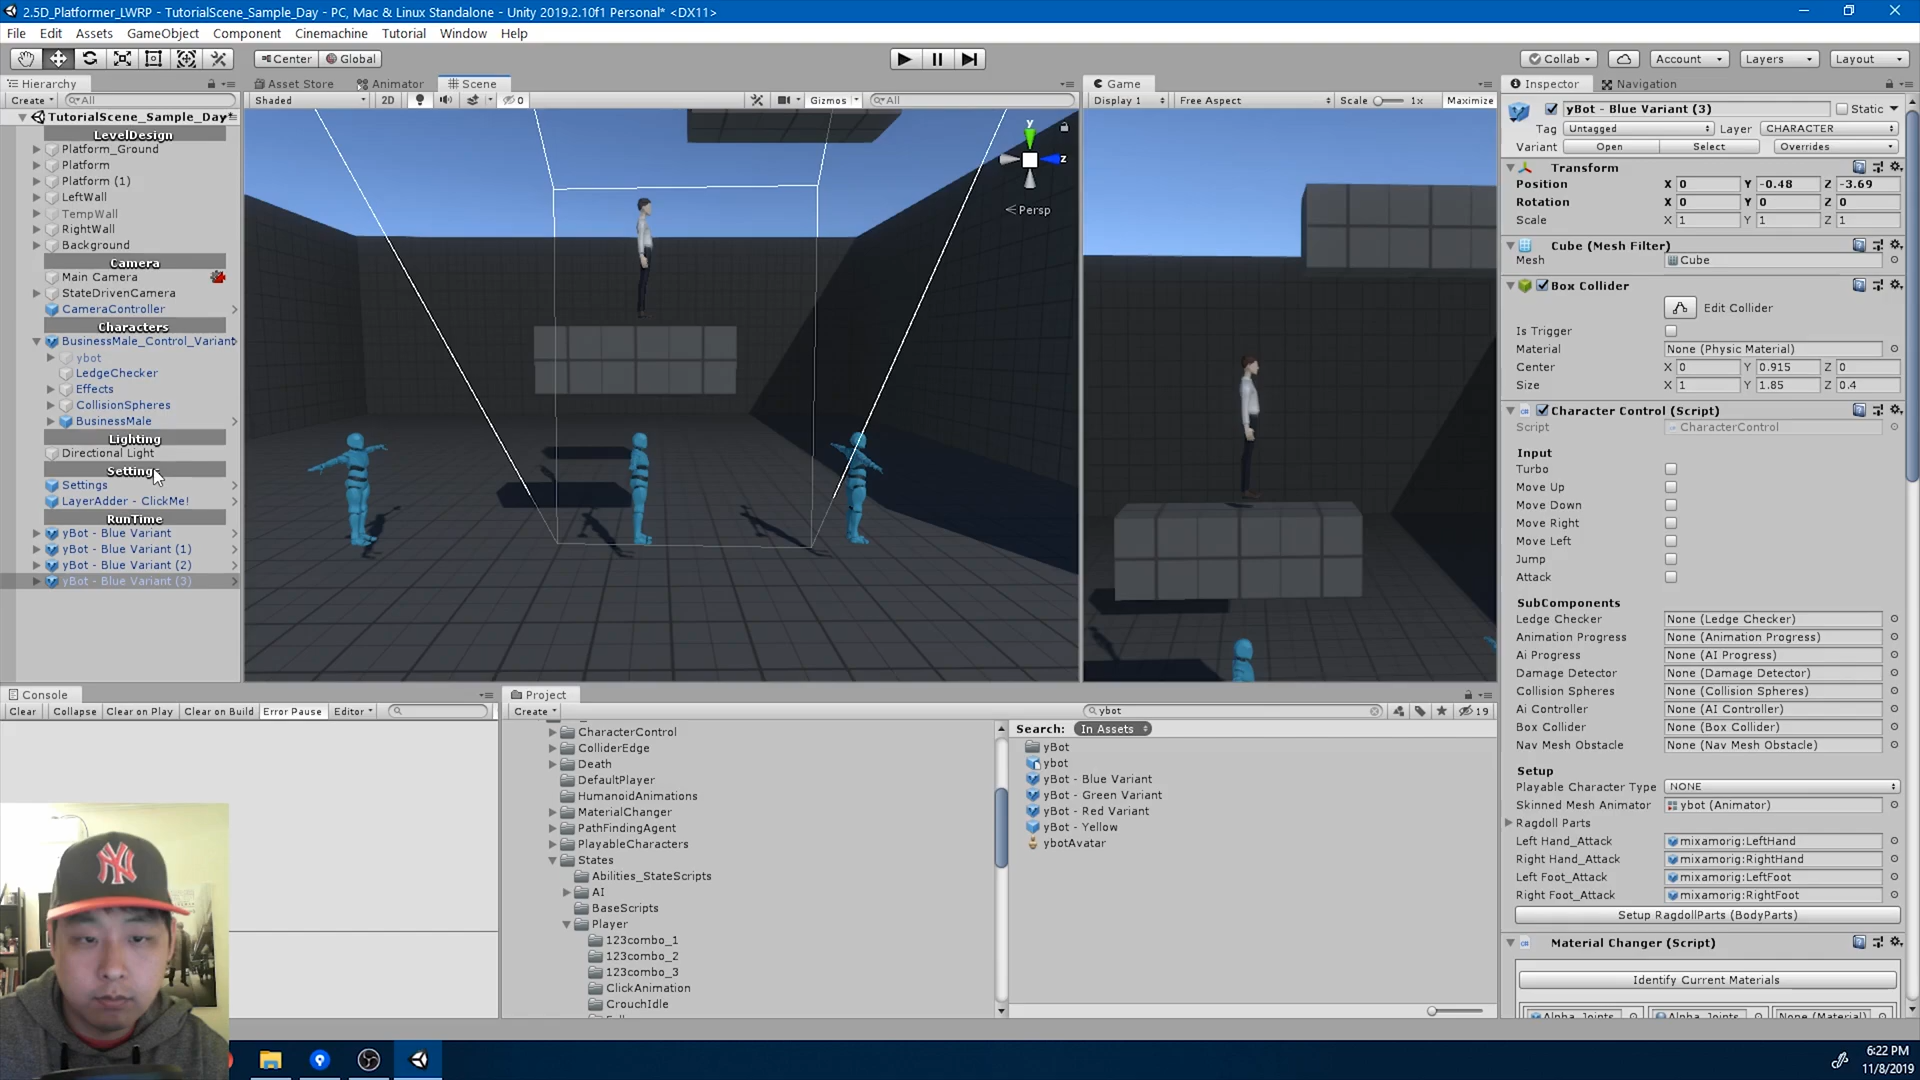 2.5D_Platformer_LWRP - TutorialScene_Sample_Day - PC, Mac & Linux Standalone - Unity 2019.2.10f1 Personal* <DX11>
File Edit Assets GameObject Component Cinemachine Tutorial Window Help
Center Global Collab Account Layers Layout
Hierarchy
Create All
TutorialScene_Sample_Day*
LevelDesign
Platform_Ground
Platform
Platform (1)
LeftWall
TempWall
RightWall
Background
Camera
Main Camera
StateDrivenCamera
CameraController
Characters
BusinessMale_Control_Variant
ybot
LedgeChecker
Effects
CollisionSpheres
BusinessMale
Lighting
Directional Light
Settings
Settings
LayerAdder - ClickMe!
RunTime
yBot - Blue Variant
yBot - Blue Variant (1)
yBot - Blue Variant (2)
yBot - Blue Variant (3)
Asset Store Animator Scene
Shaded 2D 0 Gizmos All
y
z
Persp
Game
Display 1 Free Aspect Scale 1x Maximize
Inspector Navigation
yBot - Blue Variant (3) Static
Tag Untagged Layer CHARACTER
Variant Open Select Overrides
Transform
Position X 0 Y -0.48 Z -3.69
Rotation X 0 Y 0 Z 0
Scale X 1 Y 1 Z 1
Cube (Mesh Filter)
Mesh Cube
Box Collider
Edit Collider
Is Trigger
Material None (Physic Material)
Center X 0 Y 0.915 Z 0
Size X 1 Y 1.85 Z 0.4
Character Control (Script)
Script CharacterControl
Input
Turbo
Move Up
Move Down
Move Right
Move Left
Jump
Attack
SubComponents
Ledge Checker None (Ledge Checker)
Animation Progress None (Animation Progress)
Ai Progress None (AI Progress)
Damage Detector None (Damage Detector)
Collision Spheres None (Collision Spheres)
Ai Controller None (AI Controller)
Box Collider None (Box Collider)
Nav Mesh Obstacle None (Nav Mesh Obstacle)
Setup
Playable Character Type NONE
Skinned Mesh Animator ybot (Animator)
Ragdoll Parts
Left Hand_Attack mixamorig:LeftHand
Right Hand_Attack mixamorig:RightHand
Left Foot_Attack mixamorig:LeftFoot
Right Foot_Attack mixamorig:RightFoot
Setup RagdollParts (BodyParts)
Material Changer (Script)
Identify Current Materials
Alpha_Joints Alpha_Joints None (Material)
Console
Clear Collapse Clear on Play Clear on Build Error Pause Editor
Project
Create ybot 19
CharacterControl
ColliderEdge
Death
DefaultPlayer
HumanoidAnimations
MaterialChanger
PathFindingAgent
PlayableCharacters
States
Abilities_StateScripts
AI
BaseScripts
Player
123combo_1
123combo_2
123combo_3
ClickAnimation
CrouchIdle
Search: In Assets
yBot
ybot
yBot - Blue Variant
yBot - Green Variant
yBot - Red Variant
yBot - Yellow
ybotAvatar
6:22 PM
11/8/2019